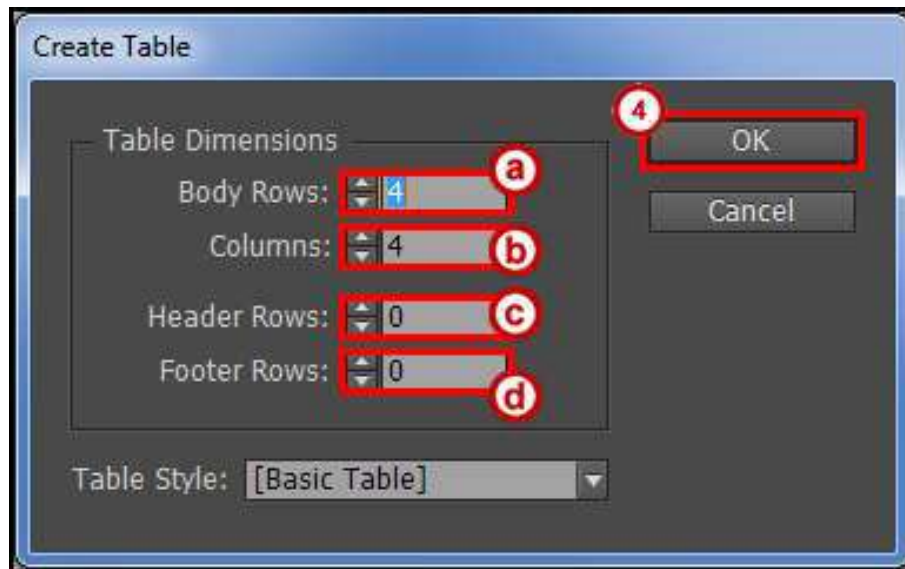 Create Table
Table Dimensions
4
OK
Body Rows: 4
a
Cancel
Columns: 4
b
Header Rows: 0
c
Footer Rows: 0
d
Table Style: [Basic Table]